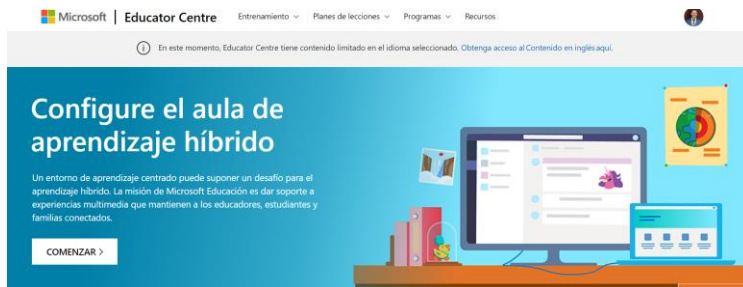 Microsoft | Educator Centre Entrenamiento Planes de lecciones Programas Recursos
En este momento, Educator Centre tiene contenido limitado en el idioma seleccionado. Obtenga acceso al Contenido en inglés aquí.
Configure el aula de
aprendizaje híbrido
Un entorno de aprendizaje centrado puede suponer un desafío para el
aprendizaje híbrido. La misión de Microsoft Educación es dar soporte a
experiencias multimedia que mantienen a los educadores, estudiantes y
familias conectados.
COMENZAR >